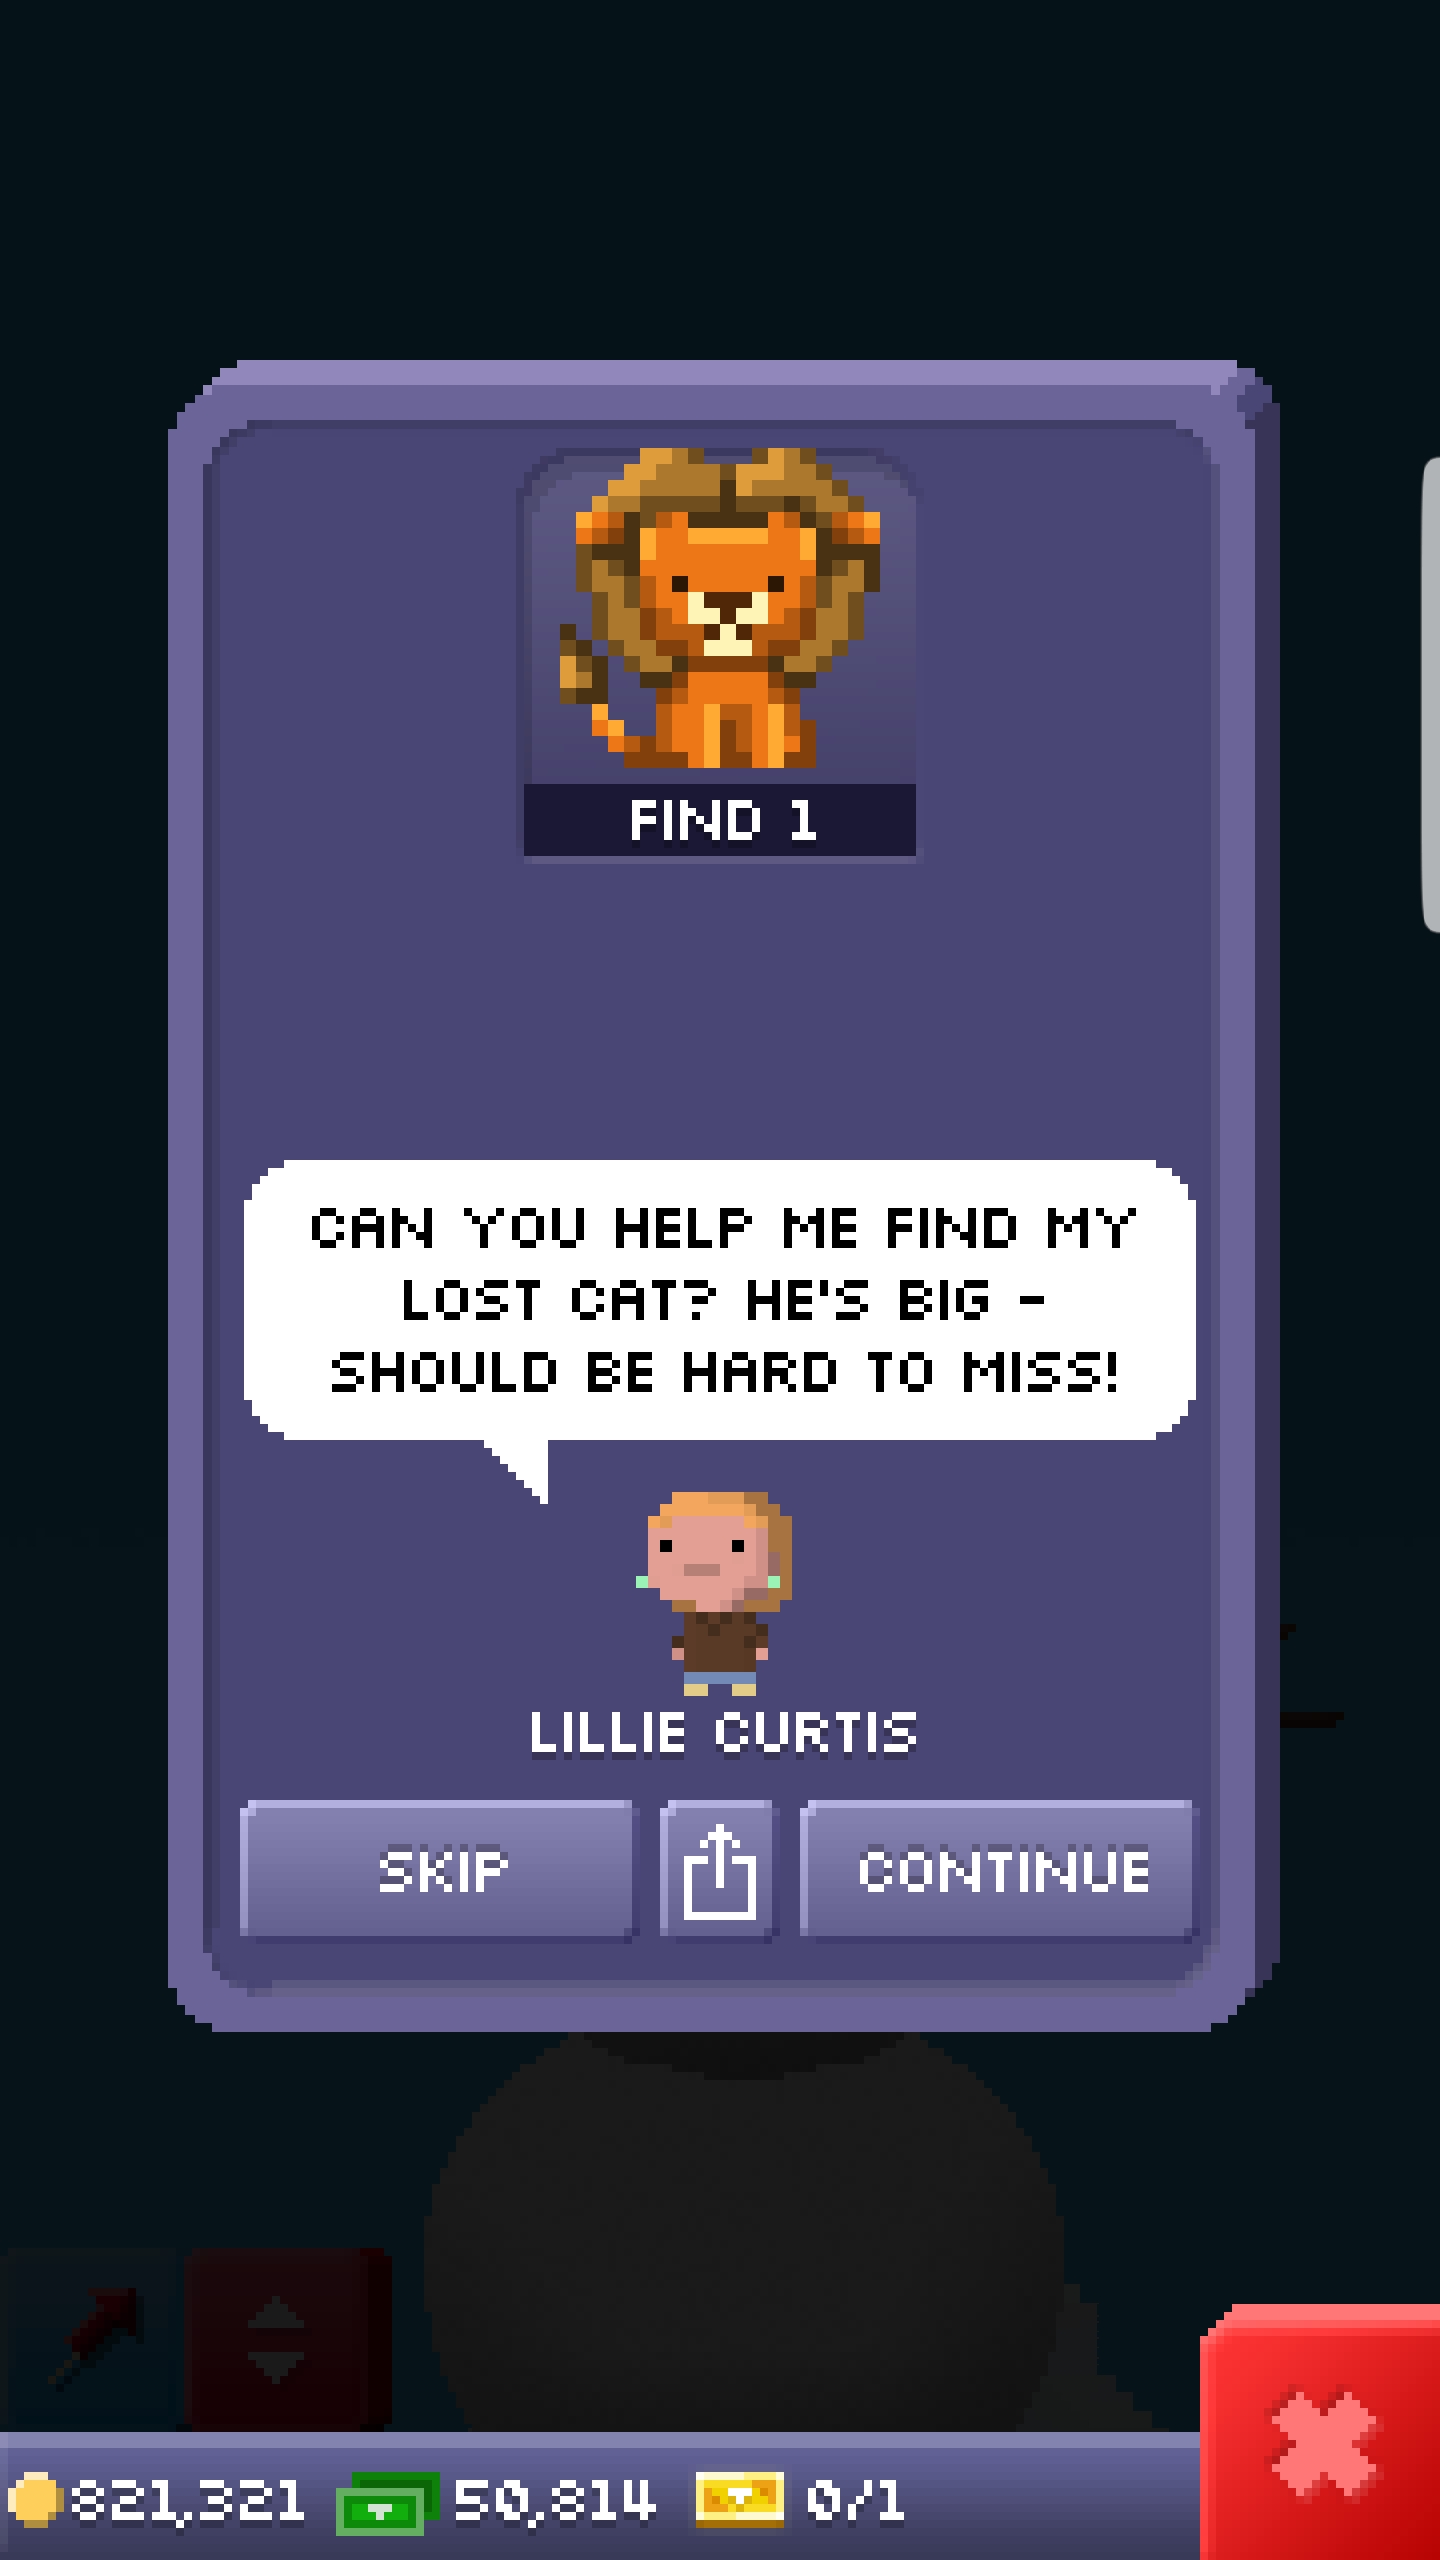 FIND 1
CAN YOU HELP ME FIND MY
LOST CAT? HE'S BIG -
SHOULD BE HARD TO MISS!
LILLIE CURTIS
SKIP
CONTINUE
821,321
50,814
0/1